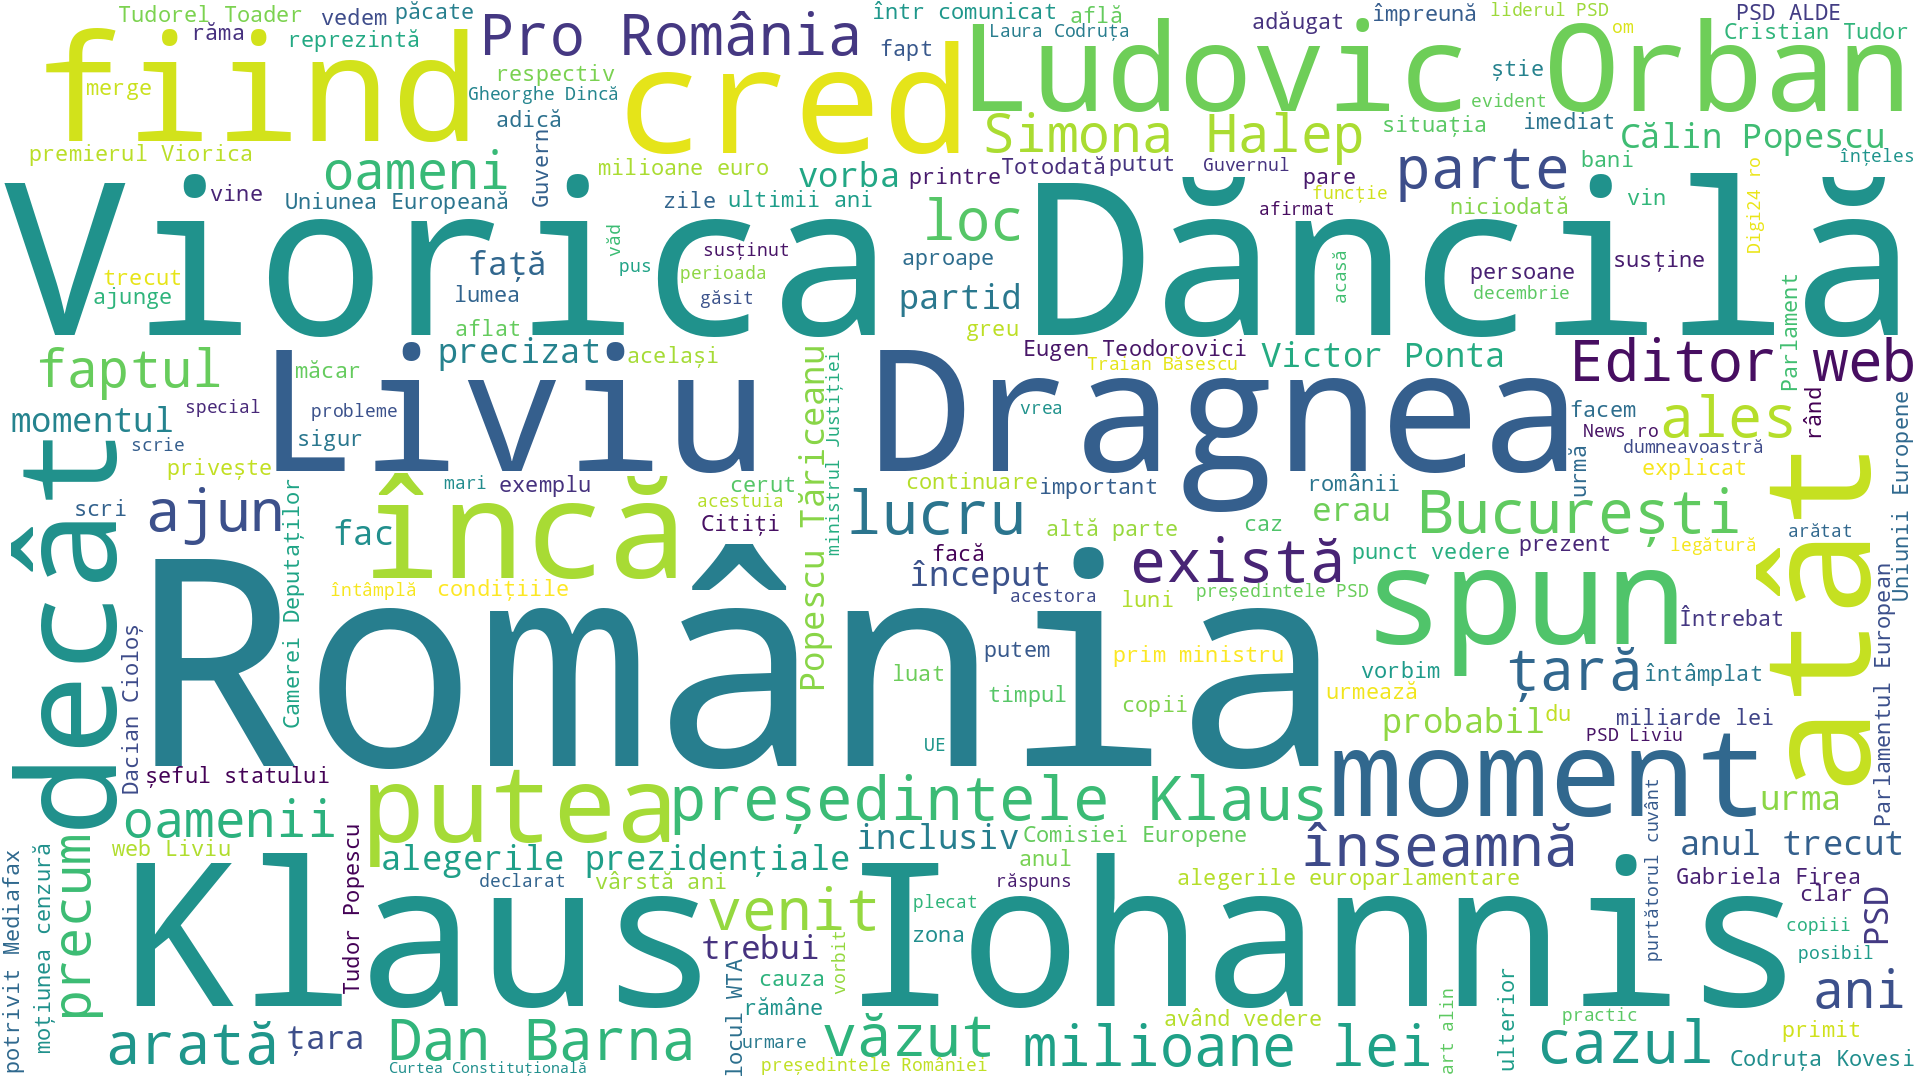 Tudorel Toader
vedem
păcate
într comunicat
află
adăugat
împreună
liderul PSD
PSD ALDE
răma
reprezintă
Pro România
fapt
Laura Codruța
om
Cristian Tudor
fiind
merge
respectiv
Gheorghe Dincă
adică
cred
Ludovic Orban
știe
evident
imediat
Simona Halep
situația
Călin Popescu
premierul Viorica
oameni
Guvern
milioane euro
vorba
printre
Totodată
putut
Guvernul
pare
parte
bani
înțeles
vine
Uniunea Europeană
zile
ultimii ani
loc
afirmat
funcție
niciodată
vin
Digi24 ro
Viorica Dăncilă
trecut
ajunge
față
lumea
aflat
văd
pus
susținut
perioada
găsit
aproape
partid
greu
acasă
persoane
decembrie
susține
Parlament
faptul
măcar
precizat
același
Popescu Tăriceanu
ministrul Justiției
Eugen Teodorovici
Traian Băsescu
Victor Ponta
Editor web
momentul
special
scrie
probleme
sigur
Liviu Dragnea
vrea
facem
News ro
ales
rând
dumneavoastră
urmă
explicat
Uniunii Europene
privește
decât
scri
ajun
Camerei Deputaților
fac
încă
mari
exemplu
cerut
acestuia
Citiți
continuare
important
lucru
altă parte
caz
românii
erau
București
arătat
atât
întâmplă
condițiile
facă
început
acestora
există
luni
punct vedere
prezent
legătură
președintele PSD
spun
Întrebat
Parlamentul European
Dacian Cioloș
România
putem
luat
timpul
prim ministru
copii
UE
vorbim
urmează
țară
întâmplat
probabil
du
miliarde lei
PSD Liviu
șeful statului
putea
președintele Klaus
moment
urma
oamenii
web Liviu
precum
alegerile prezidențiale
inclusiv
Comisiei Europene
anul
înseamnă
purtătorul cuvânt
anul trecut
potrivit Mediafax
moțiunea cenzură
Tudor Popescu
declarat
vârstă ani
venit
răspuns
plecat
alegerile europarlamentare
Gabriela Firea
clar
PSD
Klaus Iohannis
trebui
zona
copiii
posibil
cauza
vorbit
rămâne
locul WTA
ani
arată
țara
Dan Barna
Curtea Constituțională
urmare
văzut
președintele României
milioane lei
având vedere
art alin
ulterior
practic
cazul
primit
Codruța Kovesi